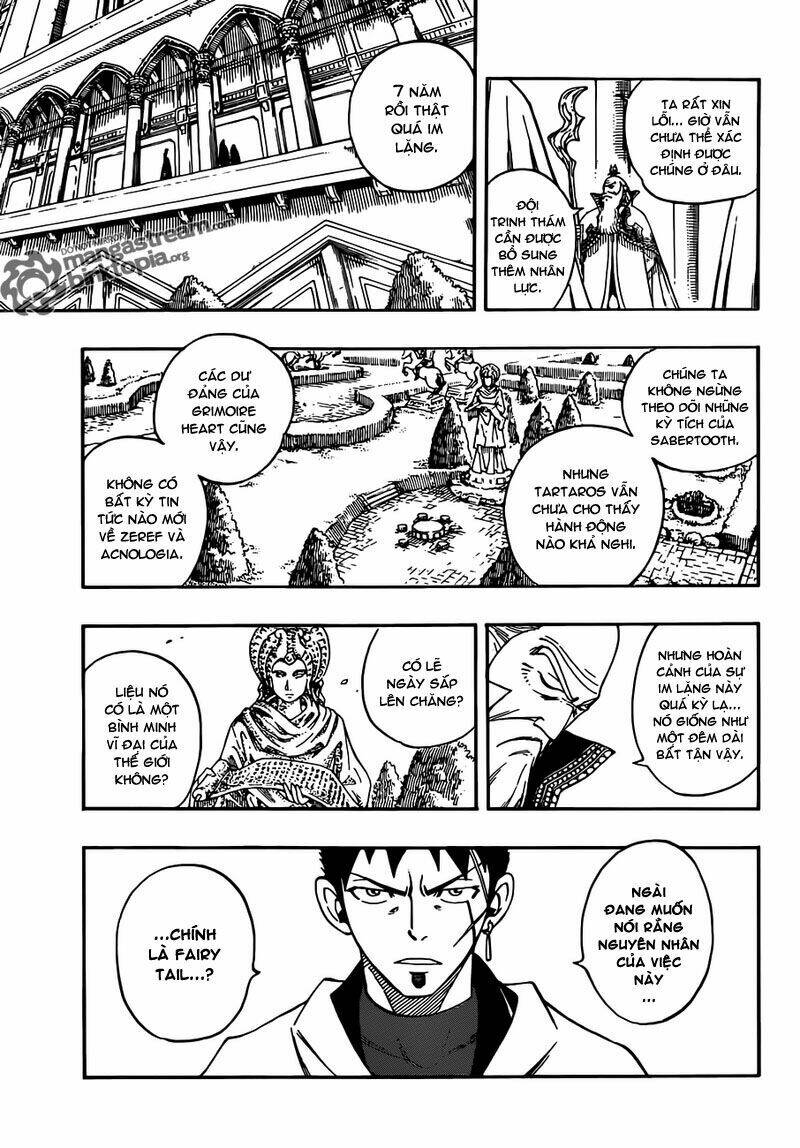 TA RẤT XIN
LỖI... GIỜ VẪN
CHƯA THỂ XÁC
ĐỊNH ĐƯỢC
CHÚNG Ở ĐÂU.
ĐỘI
TRINH THÁM
CẦN ĐƯỢC
BỔ SUNG
THÊM NHÂN
LỰC.
7 NĂM
RỒI THẬT
QUÁ IM
LẶNG.
mangastream.com
binktopia.org
CHÚNG TA
KHÔNG NGỪNG
THEO DÕI NHỮNG
KỲ TÍCH CỦA
SABERTOOTH.
NHƯNG
TARTAROS VẪN
CHƯA CHO THẤY
HÀNH ĐỘNG
NÀO KHẢ NGHI.
CÁC DƯ
ĐẢNG CỦA
GRIMOIRE
HEART CŨNG
VẬY.
KHÔNG CÓ
BẤT KỲ TIN
TỨC NÀO MỚI
VỀ ZEREF VÀ
ACNOLOGIA.
NHƯNG HOÀN
CẢNH CỦA SỰ
IM LẶNG NÀY
QUÁ KỲ LẠ...
NÓ GIỐNG NHƯ
MỘT ĐÊM DÀI
BẤT TẬN VẬY.
CÓ LẼ
NGÀY SẮP
LÊN CHĂNG?
LIỆU NÓ
CÓ LÀ MỘT
BÌNH MINH
VĨ ĐẠI CỦA
THẾ GIỚI
KHÔNG?
NGÀI
ĐANG MUỐN
NÓI RẰNG
NGUYÊN NHÂN
CỦA VIỆC
NÀY
...
...CHÍNH
LÀ FAIRY
TAIL...?